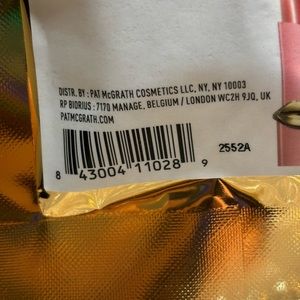 DISTR. BY : PAT McGRATH COSMETICS LLC, NY, NY 10003
RP BIORIUS : 7170 MANAGE, BELGIUM / LONDON WC2H 9JQ, UK
PATMCGRATH.COM
8 43004 11028 9
2552A